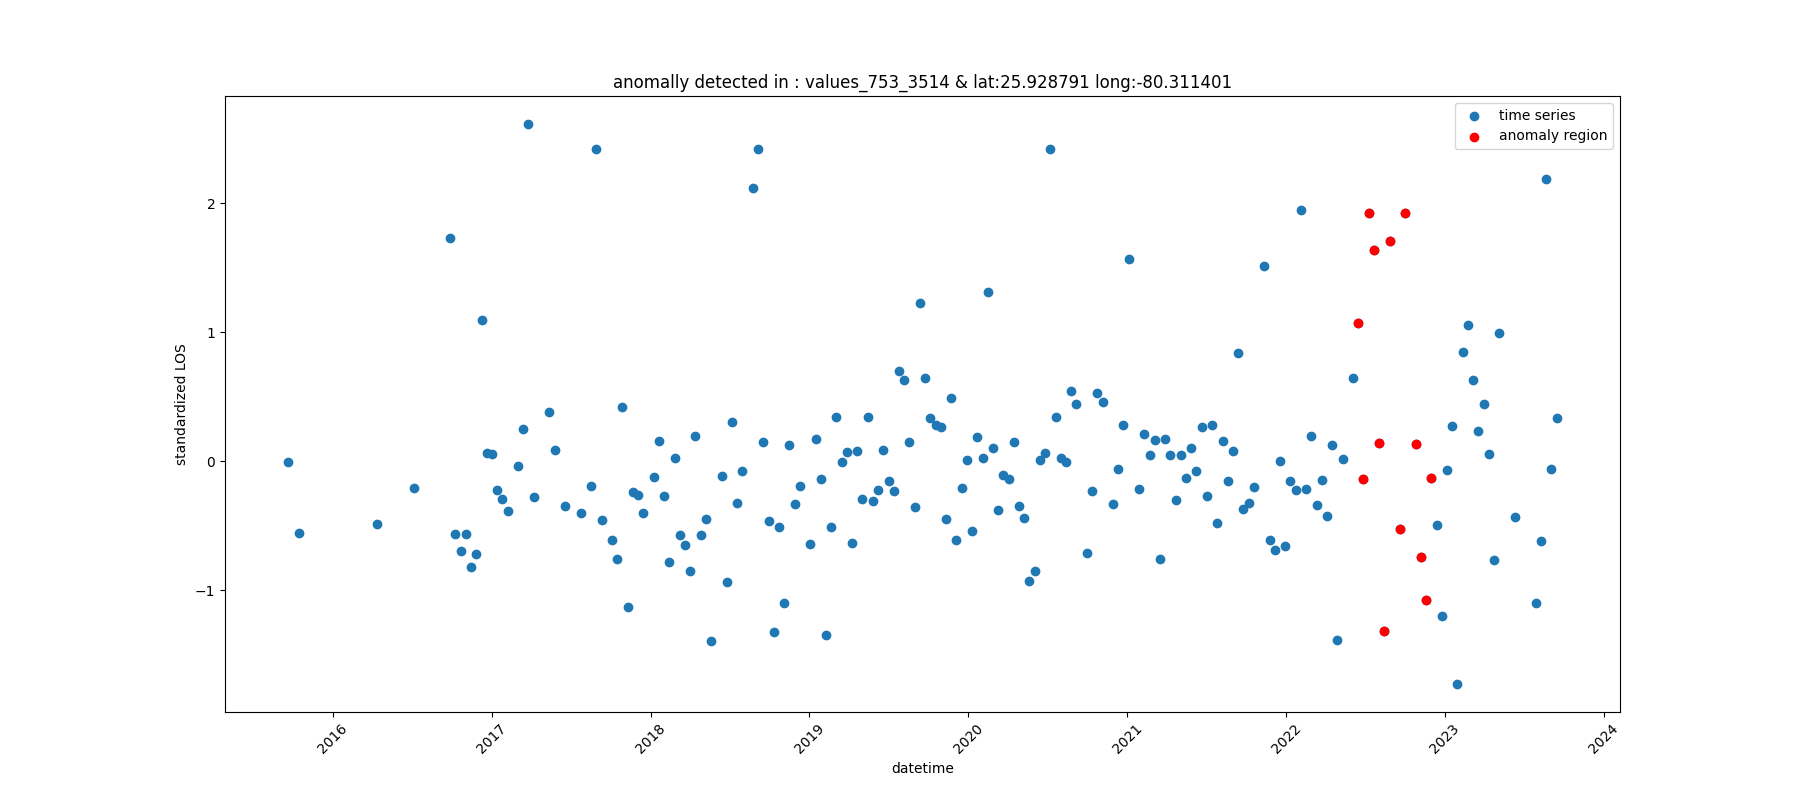 anomally detected in : values_753_3514 & lat:25.928791 long:-80.311401
time series
anomaly region
standardized LOS
2
1
0
−1
2016
2017
2018
2019
2020
2021
2022
2023
2024
datetime